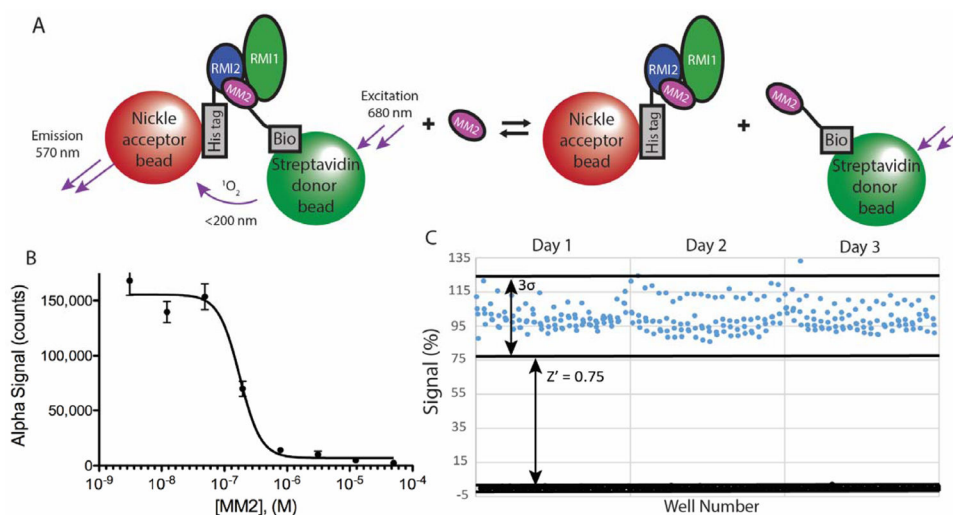 A
RMI2
RMI1
MM2
Nickle
acceptor
bead
His tag
Bio
Streptavidin
donor
bead
Emission
570 nm
Excitation
680 nm
¹O₂
<200 nm
+
MM2
Nickle
acceptor
bead
His tag
RMI2
RMI1
MM2
+
MM2
Bio
Streptavidin
donor
bead
B
Alpha Signal (counts)
150,000
100,000
50,000
0
10⁻⁹
10⁻⁸
10⁻⁷
10⁻⁶
10⁻⁵
10⁻⁴
[MM2], (M)
C
Day 1
Day 2
Day 3
Signal (%)
135
115
95
75
55
35
15
-5
3σ
Z' = 0.75
Well Number